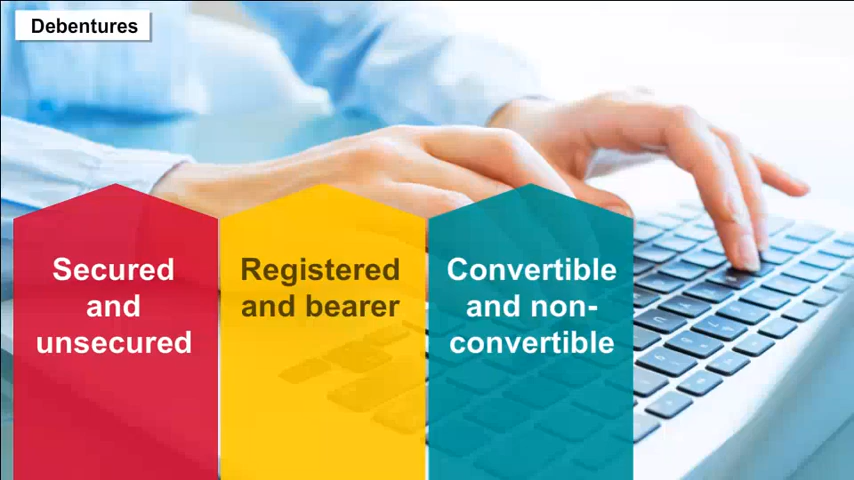 Debentures
Secured
and
unsecured
Registered
and bearer
Convertible
and non-
convertible